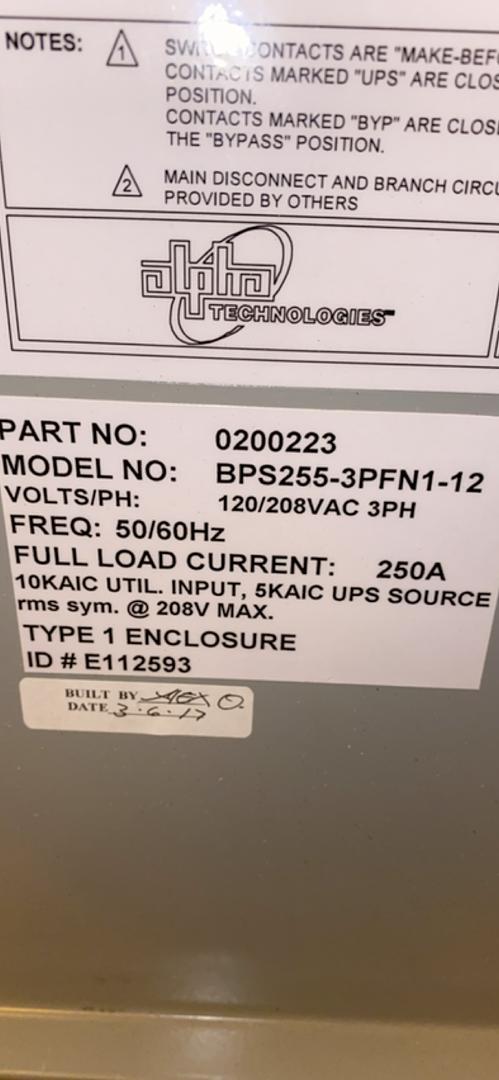 NOTES:
1
CONTACTS ARE "MAKE-BEF
CONTACTS MARKED "UPS" ARE CLOS
POSITION.
CONTACTS MARKED "BYP" ARE CLOS
THE "BYPASS" POSITION.
2
MAIN DISCONNECT AND BRANCH CIRCU
PROVIDED BY OTHERS
alpha
TECHNOLOGIES
PART NO: 0200223
MODEL NO: BPS255-3PFN1-12
VOLTS/PH: 120/208VAC 3PH
FREQ: 50/60Hz
FULL LOAD CURRENT: 250A
10KAIC UTIL. INPUT, 5KAIC UPS SOURCE
rms sym. @ 208V MAX.
TYPE 1 ENCLOSURE
ID # E112593
BUILT BY
DATE 3-6-17